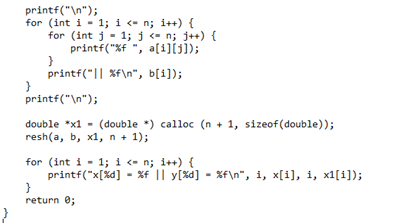 printf("\n");
for (int i = 1; i <= n; i++) {
for (int j = 1; j <= n; j++) {
printf("%f ", a[i][j]);
}
printf("|| %f\n", b[i]);
}
printf("\n");
double *x1 = (double *) calloc (n + 1, sizeof(double));
resh(a, b, x1, n + 1);
for (int i = 1; i <= n; i++) {
printf("x[%d] = %f || y[%d] = %f\n", i, x[i], i, x1[i]);
}
return 0;
}